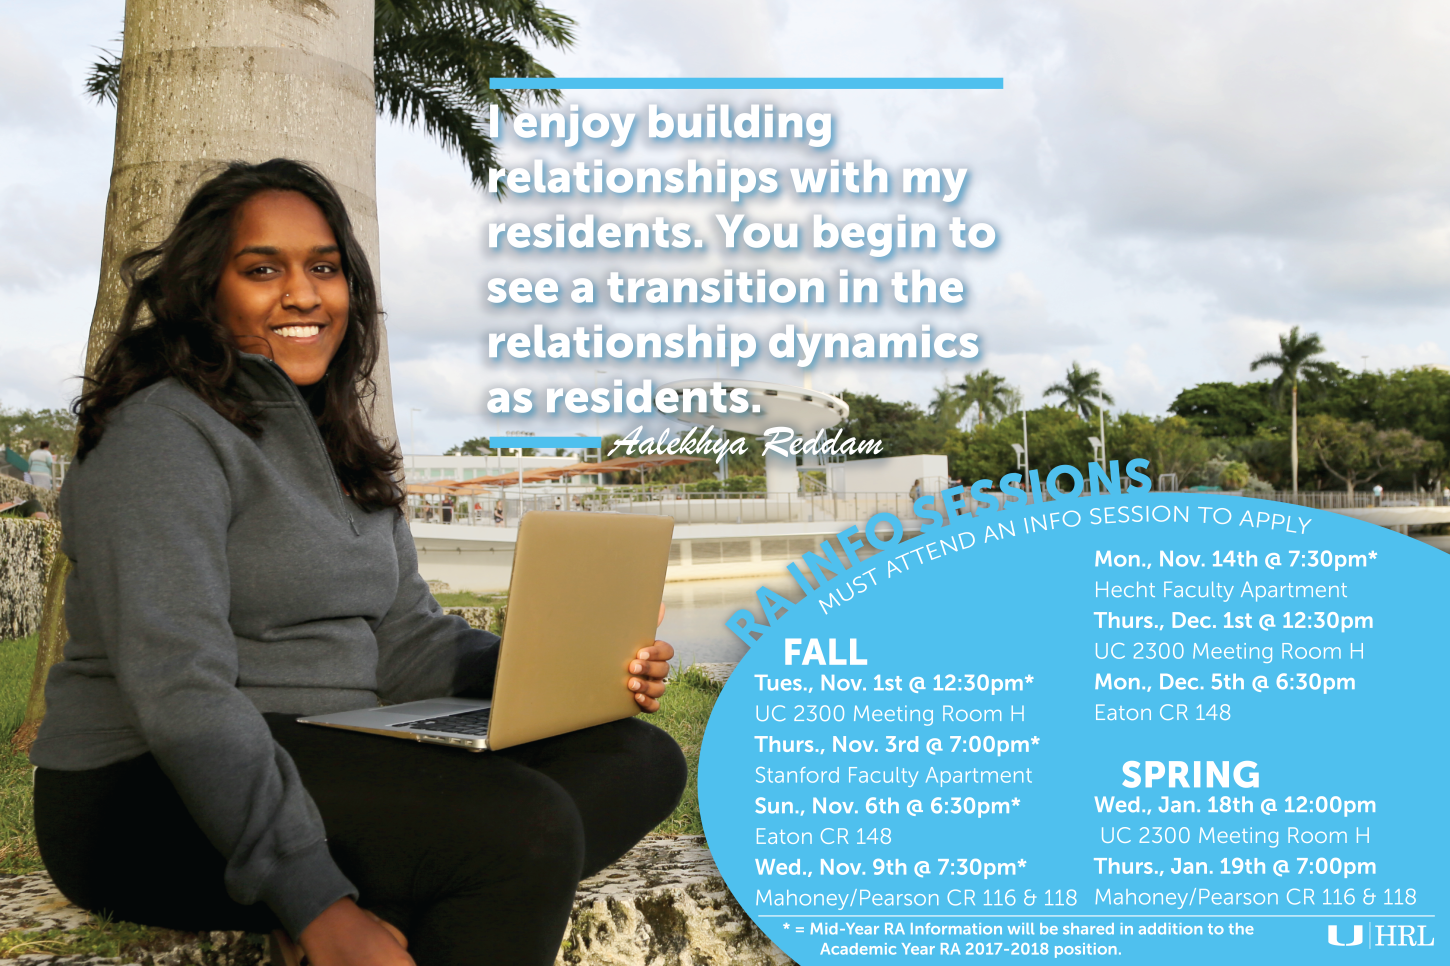 I enjoy building
relationships with my
residents. You begin to
see a transition in the
relationship dynamics
as residents.
Aalekhya Reddam
RA INFO SESSIONS
MUST ATTEND AN INFO SESSION TO APPLY
FALL
Tues., Nov. 1st @ 12:30pm*
UC 2300 Meeting Room H
Thurs., Nov. 3rd @ 7:00pm*
Stanford Faculty Apartment
Sun., Nov. 6th @ 6:30pm*
Eaton CR 148
Wed., Nov. 9th @ 7:30pm*
Mahoney/Pearson CR 116 & 118
Mon., Nov. 14th @ 7:30pm*
Hecht Faculty Apartment
Thurs., Dec. 1st @ 12:30pm
UC 2300 Meeting Room H
Mon., Dec. 5th @ 6:30pm
Eaton CR 148
SPRING
Wed., Jan. 18th @ 12:00pm
UC 2300 Meeting Room H
Thurs., Jan. 19th @ 7:00pm
Mahoney/Pearson CR 116 & 118
* = Mid-Year RA Information will be shared in addition to the
Academic Year RA 2017-2018 position.
U HRL